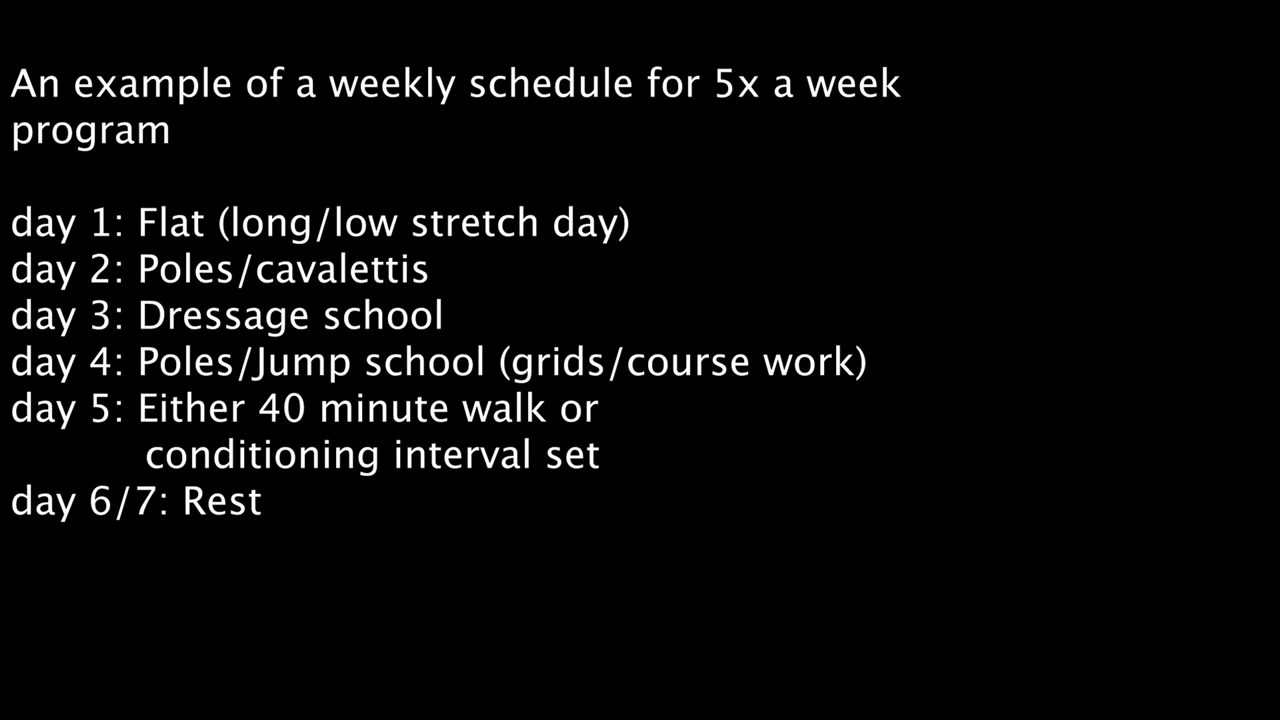 An example of a weekly schedule for 5x a week
program
day 1: Flat (long/low stretch day)
day 2: Poles/cavalettis
day 3: Dressage school
day 4: Poles/Jump school (grids/course work)
day 5: Either 40 minute walk or
conditioning interval set
day 6/7: Rest